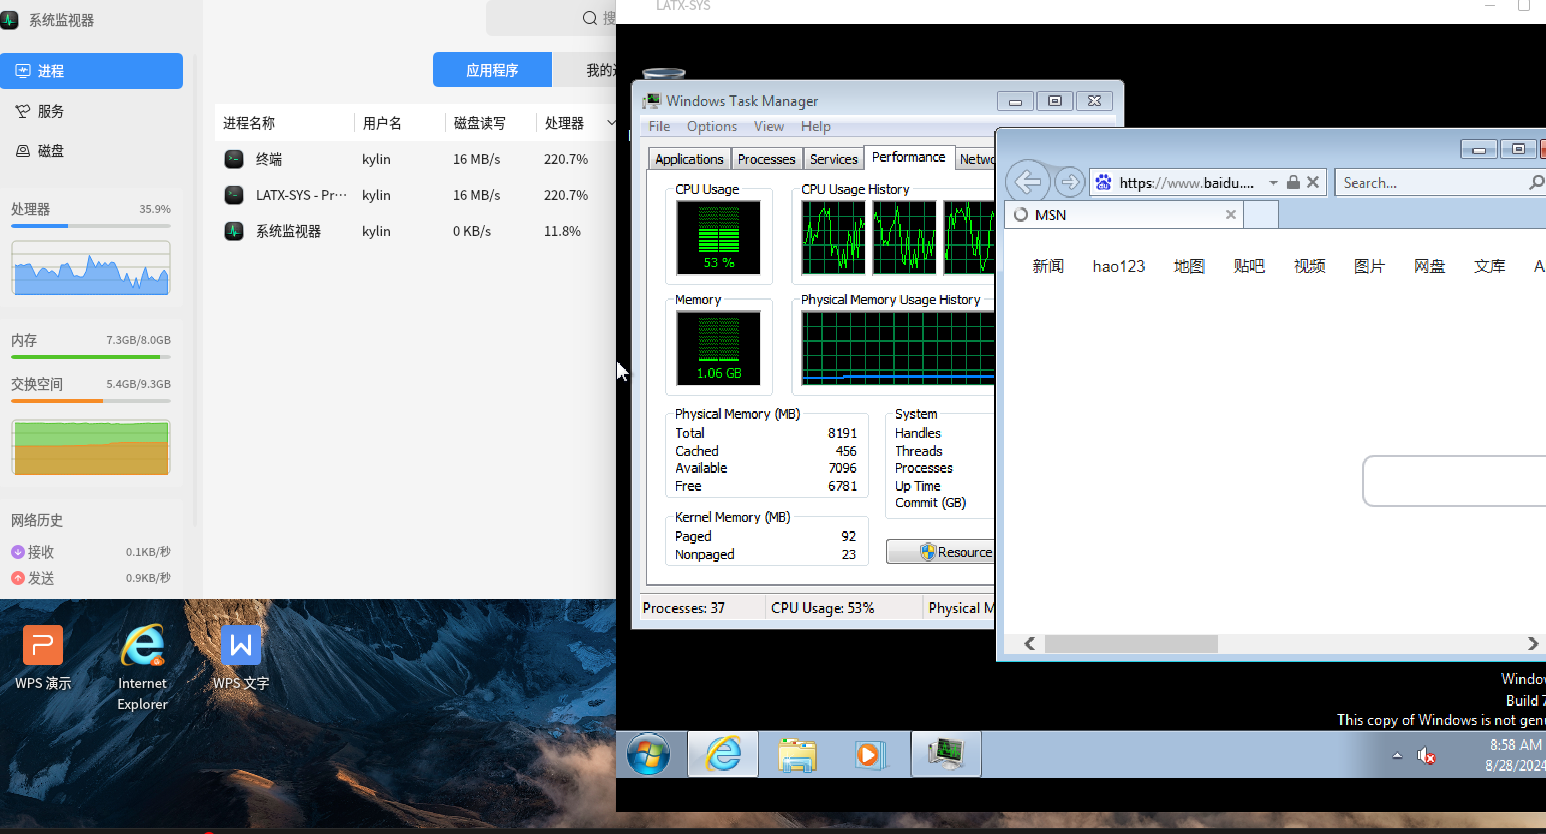 系统监视器
搜
进程
服务
磁盘
应用程序
我的
进程名称 用户名 磁盘读写 处理器
终端 kylin 16 MB/s 220.7%
LATX-SYS - Pr··· kylin 16 MB/s 220.7%
系统监视器 kylin 0 KB/s 11.8%
处理器 35.9%
内存 7.3GB/8.0GB
交换空间 5.4GB/9.3GB
网络历史
接收 0.1KB/秒
发送 0.9KB/秒
WPS 演示
Internet Explorer
WPS 文字
LATX-SYS
Windows Task Manager
File Options View Help
Applications Processes Services Performance Netwo
CPU Usage
53 %
CPU Usage History
Memory
1.06 GB
Physical Memory Usage History
Physical Memory (MB)
Total 8191
Cached 456
Available 7096
Free 6781
System
Handles
Threads
Processes
Up Time
Commit (GB)
Kernel Memory (MB)
Paged 92
Nonpaged 23
Resource
Processes: 37 CPU Usage: 53% Physical M
https://www.baidu.... Search...
MSN
新闻 hao123 地图 贴吧 视频 图片 网盘 文库 A
Windo
Build 7
This copy of Windows is not genu
8:58 AM
8/28/2024